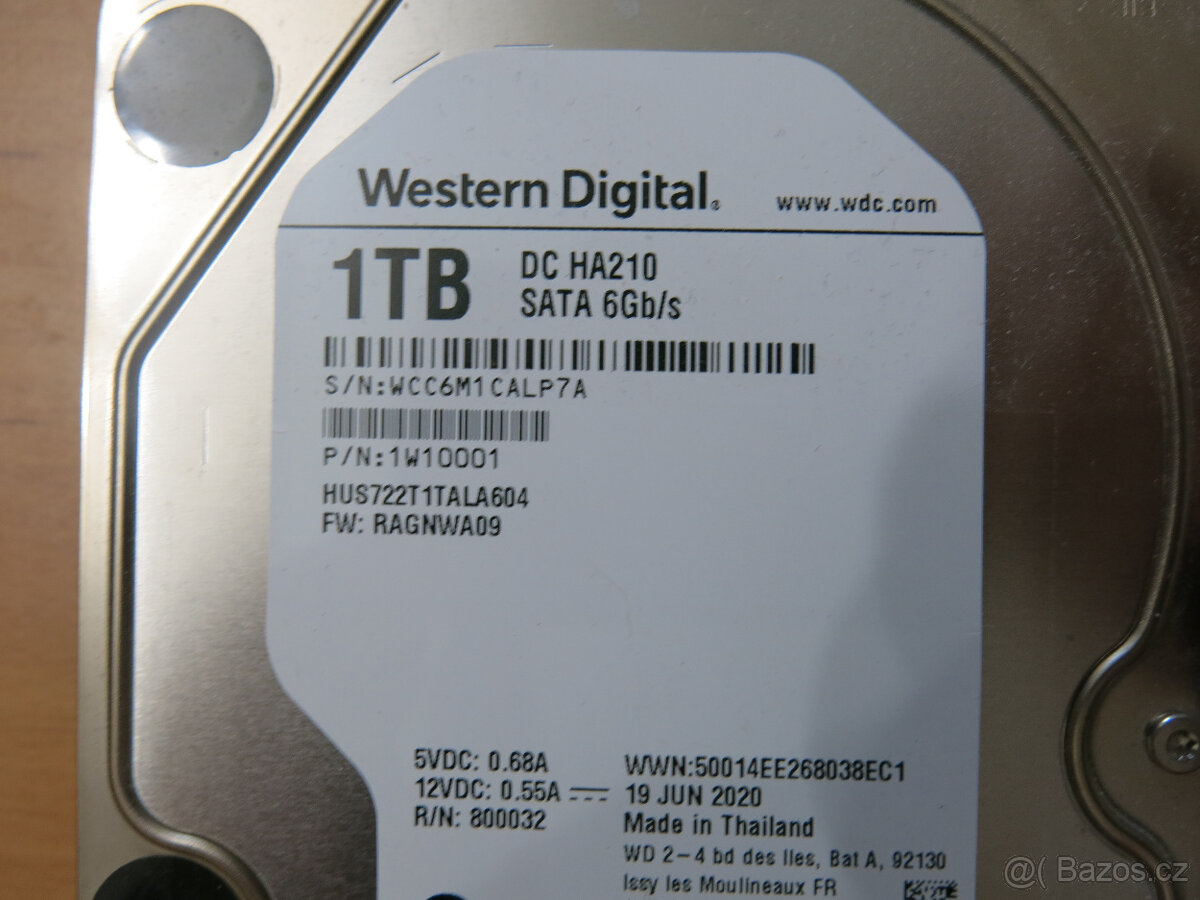 Western Digital® www.wdc.com
1TB
DC HA210
SATA 6Gb/s
S/N:WCC6M1CALP7A
P/N:1W10001
HUS722T1TALA604
FW: RAGNWA09
5VDC: 0.68A
12VDC: 0.55A
R/N: 800032
WWN:50014EE268038EC1
19 JUN 2020
Made in Thailand
WD 2-4 bd des Iles, Bat A, 92130
Issy les Moulineaux FR
@( Bazos.cz